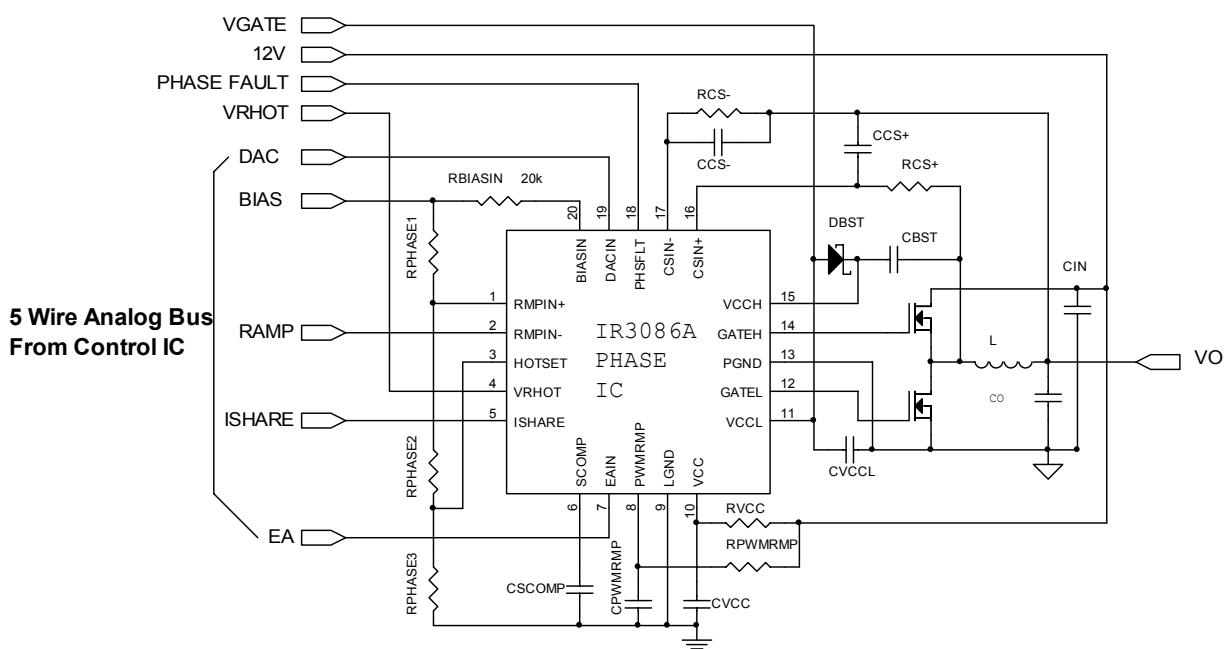 VGATE
12V
PHASE FAULT
VRHOT
DAC
BIAS
5 Wire Analog Bus
From Control IC
RAMP
ISHARE
EA
RBIASIN 20k
RPHASE1
RPHASE2
RPHASE3
RCS-
CCS-
CCS+
RCS+
DBST
CBST
CIN
20
19
18
17
16
BIASIN
DACIN
PHSFLT
CSIN-
CSIN+
1 RMPIN+
2 RMPIN-
3 HOTSET
4 VRHOT
5 ISHARE
IR3086A
PHASE
IC
VCCH 15
GATEH 14
PGND 13
GATEL 12
VCCL 11
SCOMP
EAIN
PWMRMP
LGND
VCC
6
7
8
9
10
L
CO
VO
CVCCL
RVCC
RPWMRMP
CSCOMP
CPWMRMP
CVCC